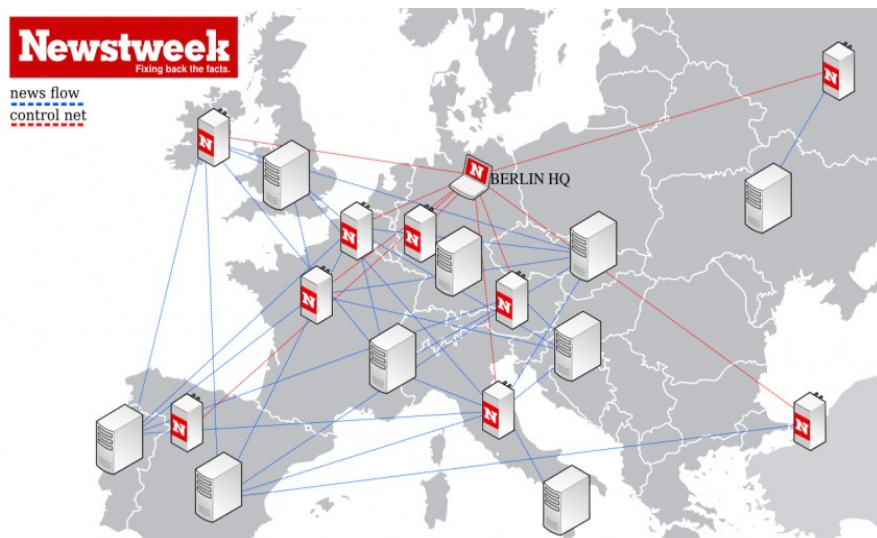 Newstweek
Fixing back the facts.
news flow
control net
N
N
BERLIN HQ
N
N
N
N
N
N
N